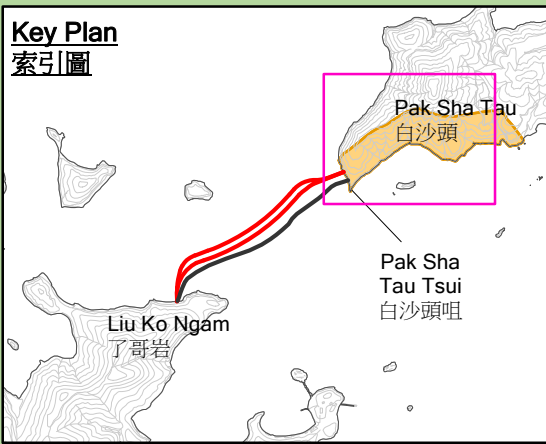 Key Plan
索引圖
Pak Sha Tau
白沙頭
Pak Sha
Tau Tsui
白沙頭咀
Liu Ko Ngam
了哥岩